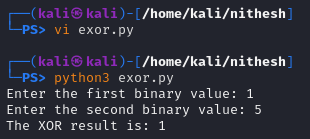 ┌──(kali㉿kali)-[/home/kali/nithesh]
└─PS> vi exor.py
┌──(kali㉿kali)-[/home/kali/nithesh]
└─PS> python3 exor.py
Enter the first binary value: 1
Enter the second binary value: 5
The XOR result is: 1